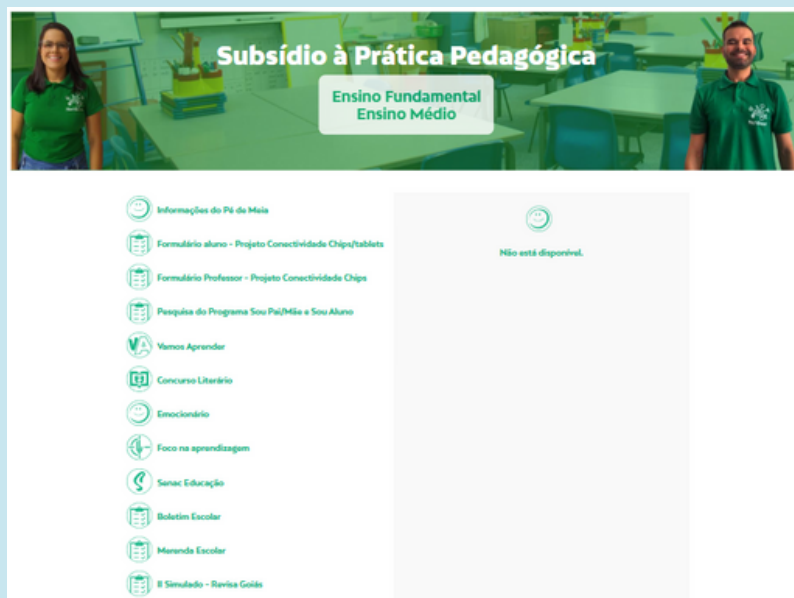 Subsídio à Prática Pedagógica
Ensino Fundamental
Ensino Médio
Informações do Pé de Meia
Formulário aluno - Projeto Conectividade Chips/tablets
Formulário Professor - Projeto Conectividade Chips
Pesquisa do Programa Sou Pai/Mãe e Sou Aluno
VA
Vamos Aprender
Concurso Literário
Emocionário
Foco na aprendizagem
Senac Educação
Boletim Escolar
Merenda Escolar
II Simulado - Revisa Goiás
Não está disponível.